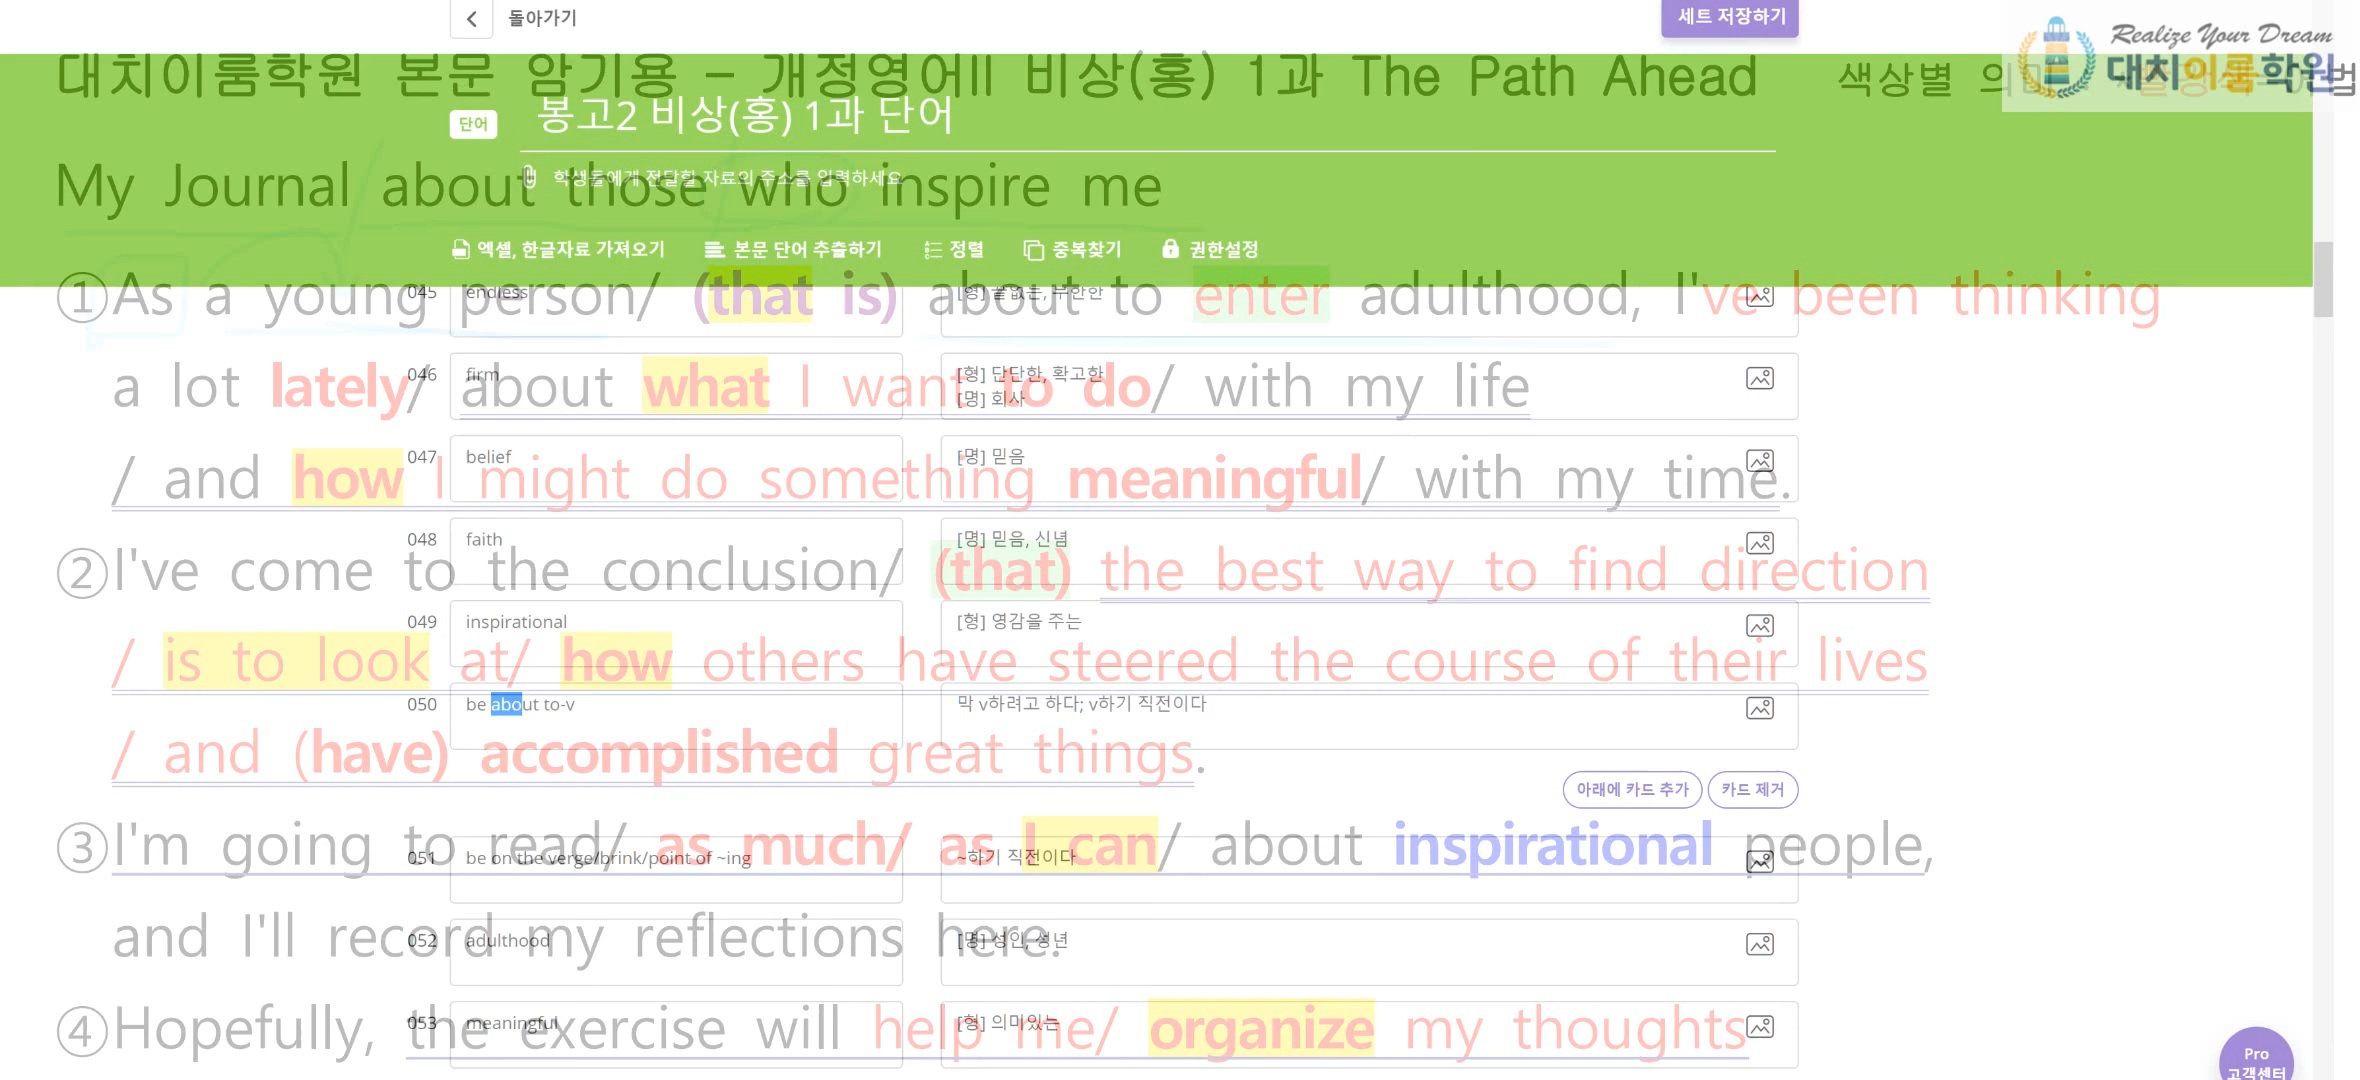 돌아가기
세트 저장하기
Realize Your Dream
대치이룸학원
대치이룸학원 본문 암기용 - 개정영어II 비상(홍) 1과 The Path Ahead 색상별 법
단어
봉고2 비상(홍) 1과 단어
학생들에게 전달할 자료의 주소를 입력하세요
My Journal about those who inspire me
엑셀, 한글자료 가져오기 본문 단어 추출하기 정렬 중복찾기 권한설정
①As a young person/ (that is) about to enter adulthood, I've been thinking
a lot lately/ about what I want to do/ with my life
/ and how I might do something meaningful/ with my time.
②I've come to the conclusion/ (that) the best way to find direction
/ is to look at/ how others have steered the course of their lives
/ and (have) accomplished great things.
③I'm going to read/ as much/ as I can/ about inspirational people,
and I'll record my reflections here.
④Hopefully, the exercise will help me/ organize my thoughts
045 endless [형] 끝없는, 무한한
046 firm [형] 단단한, 확고한
[명] 회사
047 belief [명] 믿음
048 faith [명] 믿음, 신념
049 inspirational [형] 영감을 주는
050 be about to-v 막 v하려고 하다; v하기 직전이다
아래에 카드 추가 카드 제거
051 be on the verge/brink/point of ~ing ~하기 직전이다
052 adulthood [명] 성인, 성년
053 meaningful [형] 의미있는
Pro
고객센터